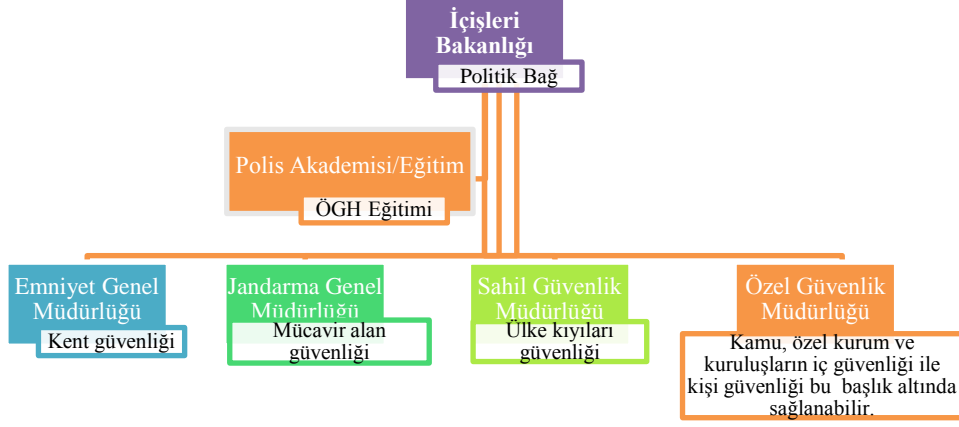 İçişleri
Bakanlığı
Politik Bağ
Polis Akademisi/Eğitim
ÖGH Eğitimi
Emniyet Genel
Müdürlüğü
Kent güvenliği
Jandarma Genel
Müdürlüğü
Mücavir alan
güvenliği
Sahil Güvenlik
Müdürlüğü
Ülke kıyıları
güvenliği
Özel Güvenlik
Müdürlüğü
Kamu, özel kurum ve
kuruluşların iç güvenliği ile
kişi güvenliği bu başlık altında
sağlanabilir.